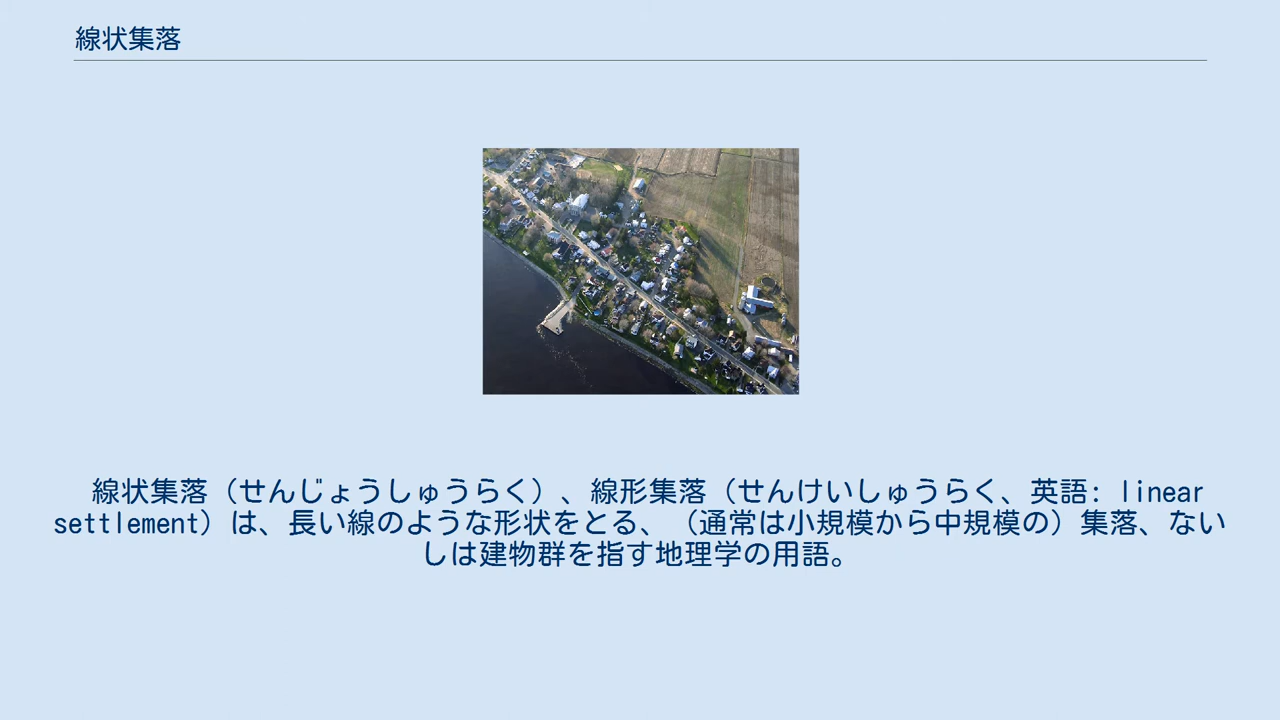 線状集落
線状集落（せんじょうしゅうらく）、線形集落（せんけいしゅうらく、英語: linear
settlement）は、長い線のような形状をとる、（通常は小規模から中規模の）集落、ない
しは建物群を指す地理学の用語。